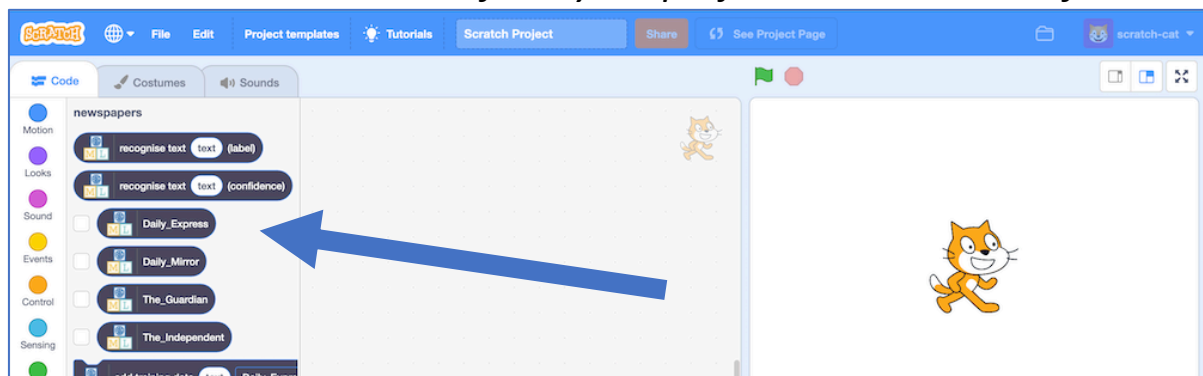 SCRATCH File Edit Project templates Tutorials Scratch Project Share See Project Page scratch-cat
Code Costumes Sounds
newspapers
Motion
recognise text text (label)
Looks
recognise text text (confidence)
Sound
Daily_Express
Events
Daily_Mirror
Control
The_Guardian
Sensing
The_Independent